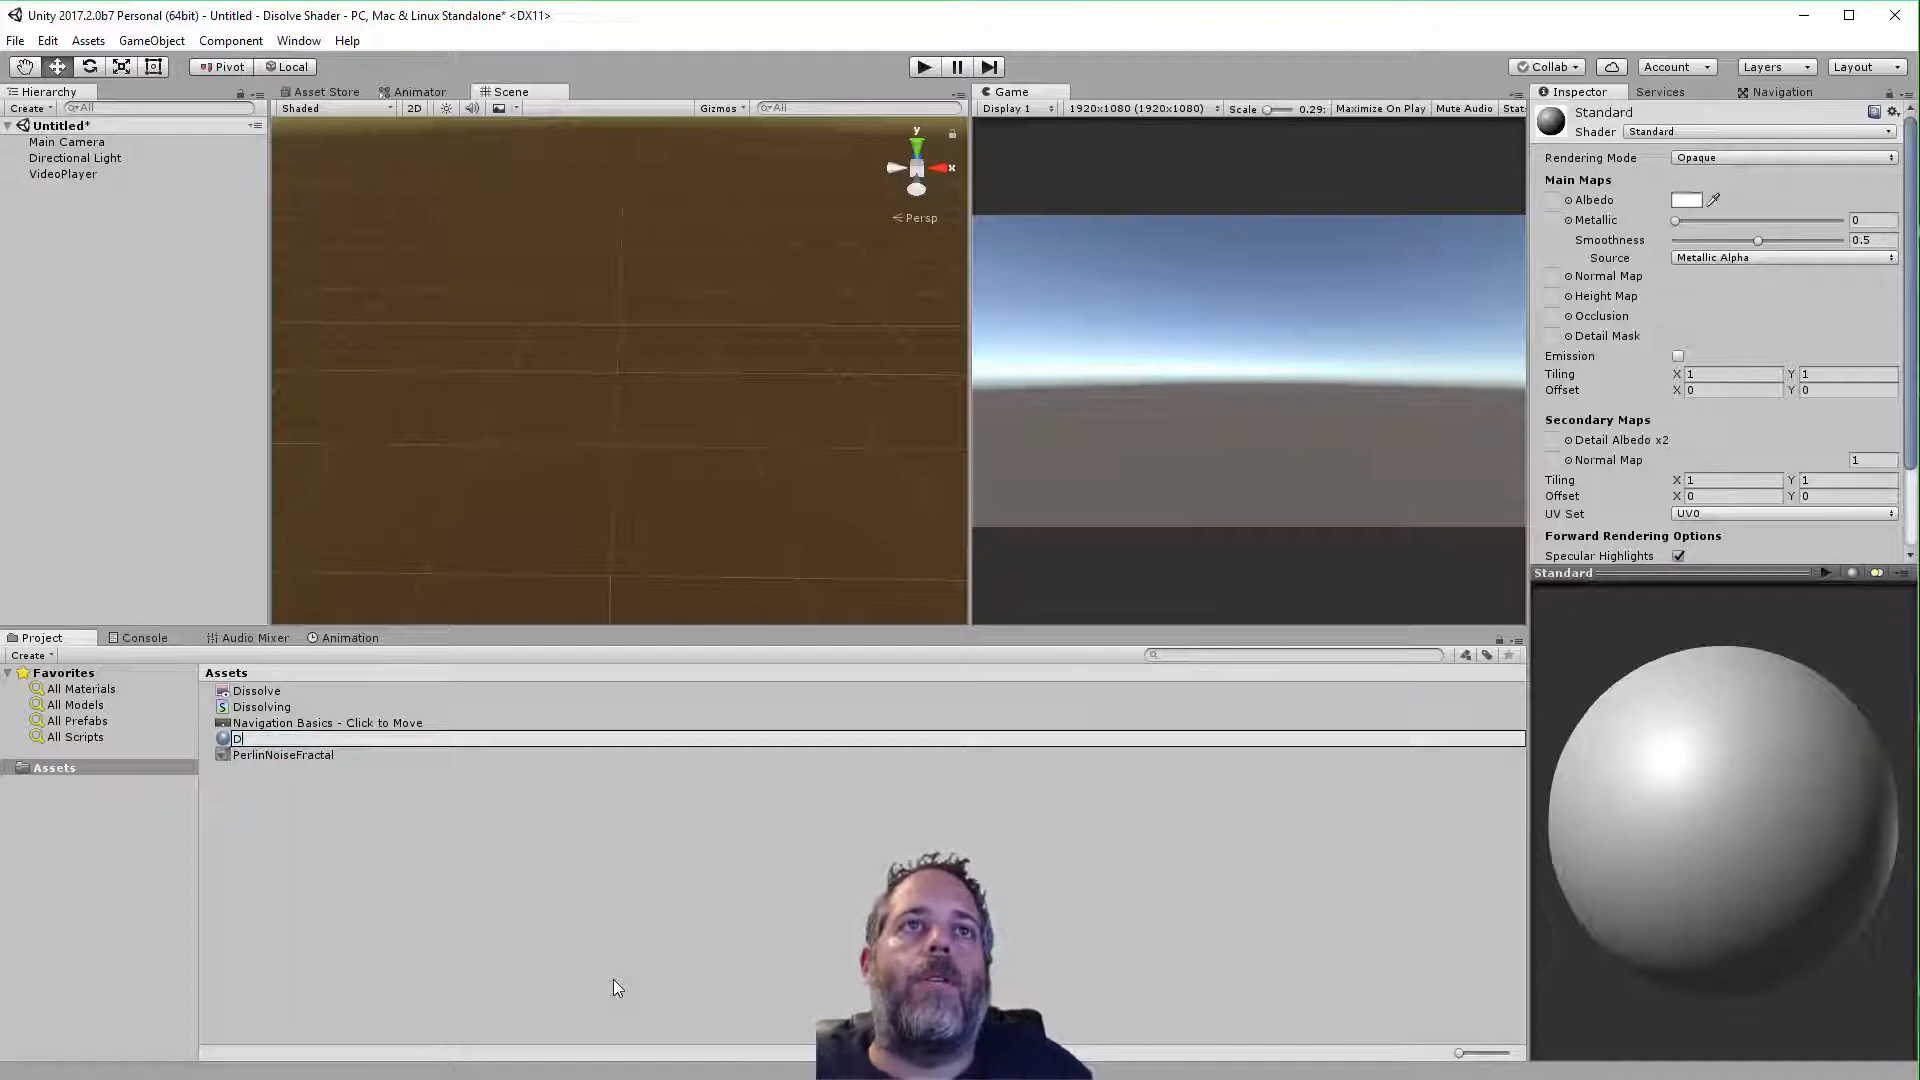 Unity 2017.2.0b7 Personal (64bit) - Untitled - Disolve Shader - PC, Mac & Linux Standalone* <DX11>
File Edit Assets GameObject Component Window Help
Pivot Local Collab Account Layers Layout
Hierarchy
Create All
Untitled*
Main Camera
Directional Light
VideoPlayer
Asset Store Animator Scene
Shaded 2D Gizmos All
y
x
Persp
Game
Display 1 1920x1080 (1920x1080) Scale 0.29: Maximize On Play Mute Audio Stat
Inspector Services Navigation
Standard
Shader Standard
Rendering Mode Opaque
Main Maps
Albedo
Metallic 0
Smoothness 0.5
Source Metallic Alpha
Normal Map
Height Map
Occlusion
Detail Mask
Emission
Tiling X 1 Y 1
Offset X 0 Y 0
Secondary Maps
Detail Albedo x2
Normal Map 1
Tiling X 1 Y 1
Offset X 0 Y 0
UV Set UV0
Forward Rendering Options
Specular Highlights
Standard
Project Console Audio Mixer Animation
Create
Favorites
All Materials
All Models
All Prefabs
All Scripts
Assets
Assets
Dissolve
Dissolving
Navigation Basics - Click to Move
D
PerlinNoiseFractal